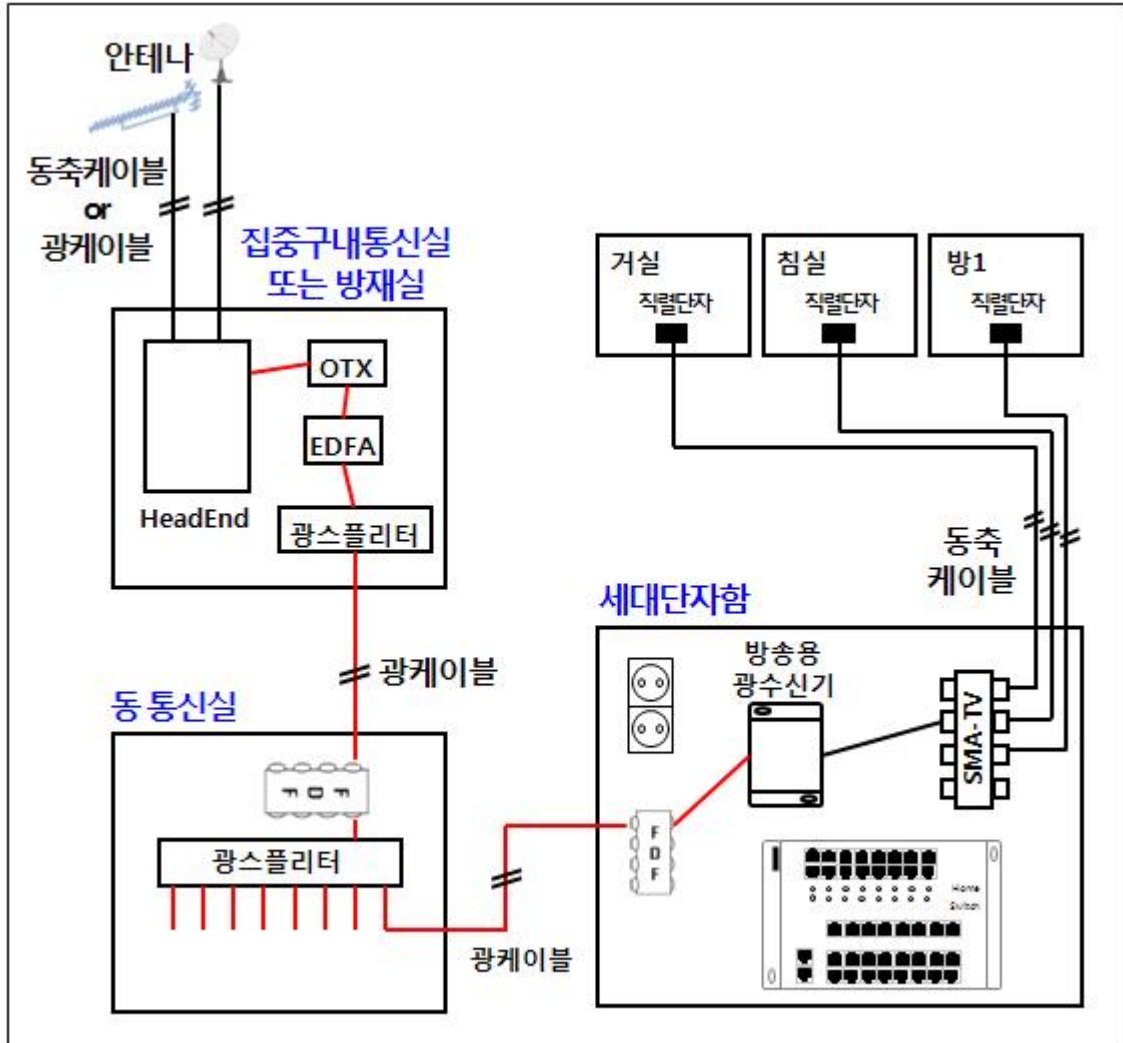 안테나
동축케이블
or
광케이블
집중구내통신실
또는 방재실
OTX
EDFA
HeadEnd
광스플리터
광케이블
동 통신실
FDF
광스플리터
광케이블
거실
직렬단자
침실
직렬단자
방1
직렬단자
동축
케이블
세대단자함
방송용
광수신기
SMA-TV
F
D
F
Home
Switch